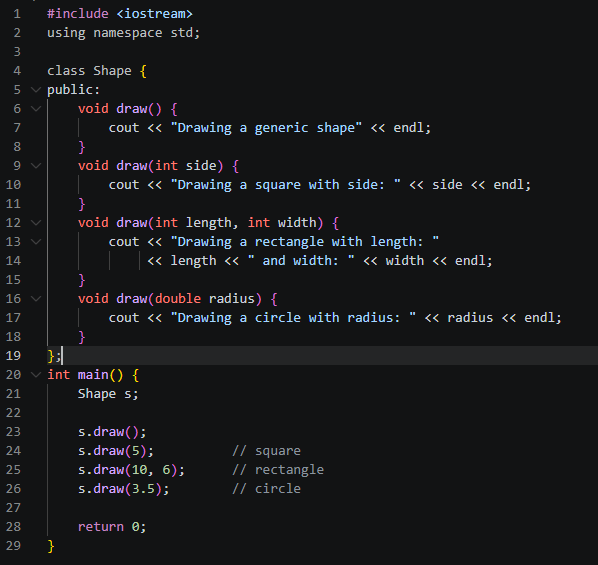 1 #include <iostream>
2 using namespace std;
3
4 class Shape {
5 public:
6     void draw() {
7         cout << "Drawing a generic shape" << endl;
8     }
9     void draw(int side) {
10         cout << "Drawing a square with side: " << side << endl;
11     }
12     void draw(int length, int width) {
13         cout << "Drawing a rectangle with length: "
14              << length << " and width: " << width << endl;
15     }
16     void draw(double radius) {
17         cout << "Drawing a circle with radius: " << radius << endl;
18     }
19 };
20 int main() {
21     Shape s;
22
23     s.draw();
24     s.draw(5);          // square
25     s.draw(10, 6);      // rectangle
26     s.draw(3.5);        // circle
27
28     return 0;
29 }